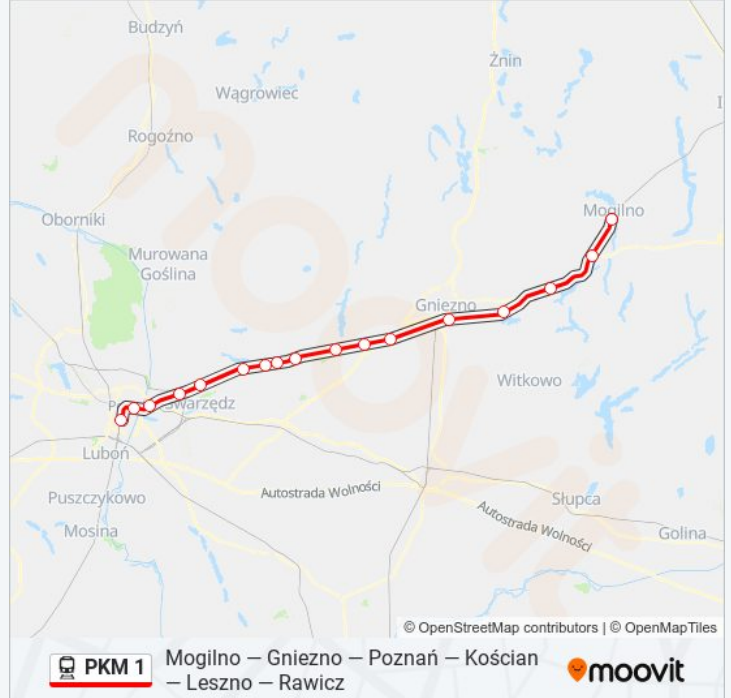 Budzyń
Żnin
Wągrowiec
Rogoźno
Mogilno
Oborniki
Murowana
Goślina
Gniezno
Witkowo
Swarzędz
Luboń
Autostrada Wolności
Puszczykowo
Słupca
Mosina
Autostrada Wolności
Golina
© OpenStreetMap contributors | © OpenMapTiles
PKM 1
Mogilno — Gniezno — Poznań — Kościan
— Leszno — Rawicz
moovit
moovit